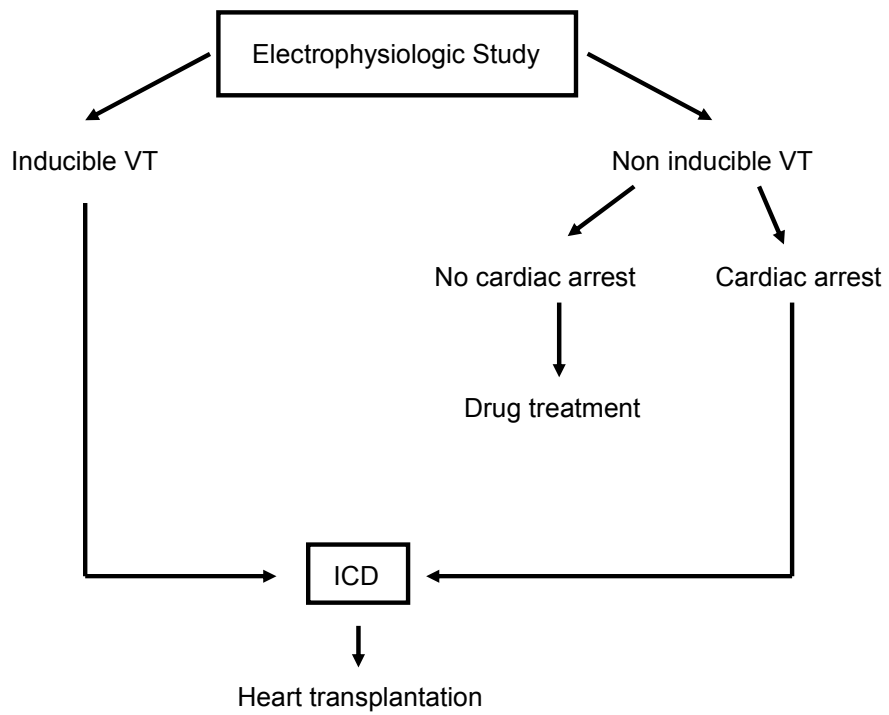 Electrophysiologic Study
Inducible VT
Non inducible VT
No cardiac arrest
Cardiac arrest
Drug treatment
ICD
Heart transplantation